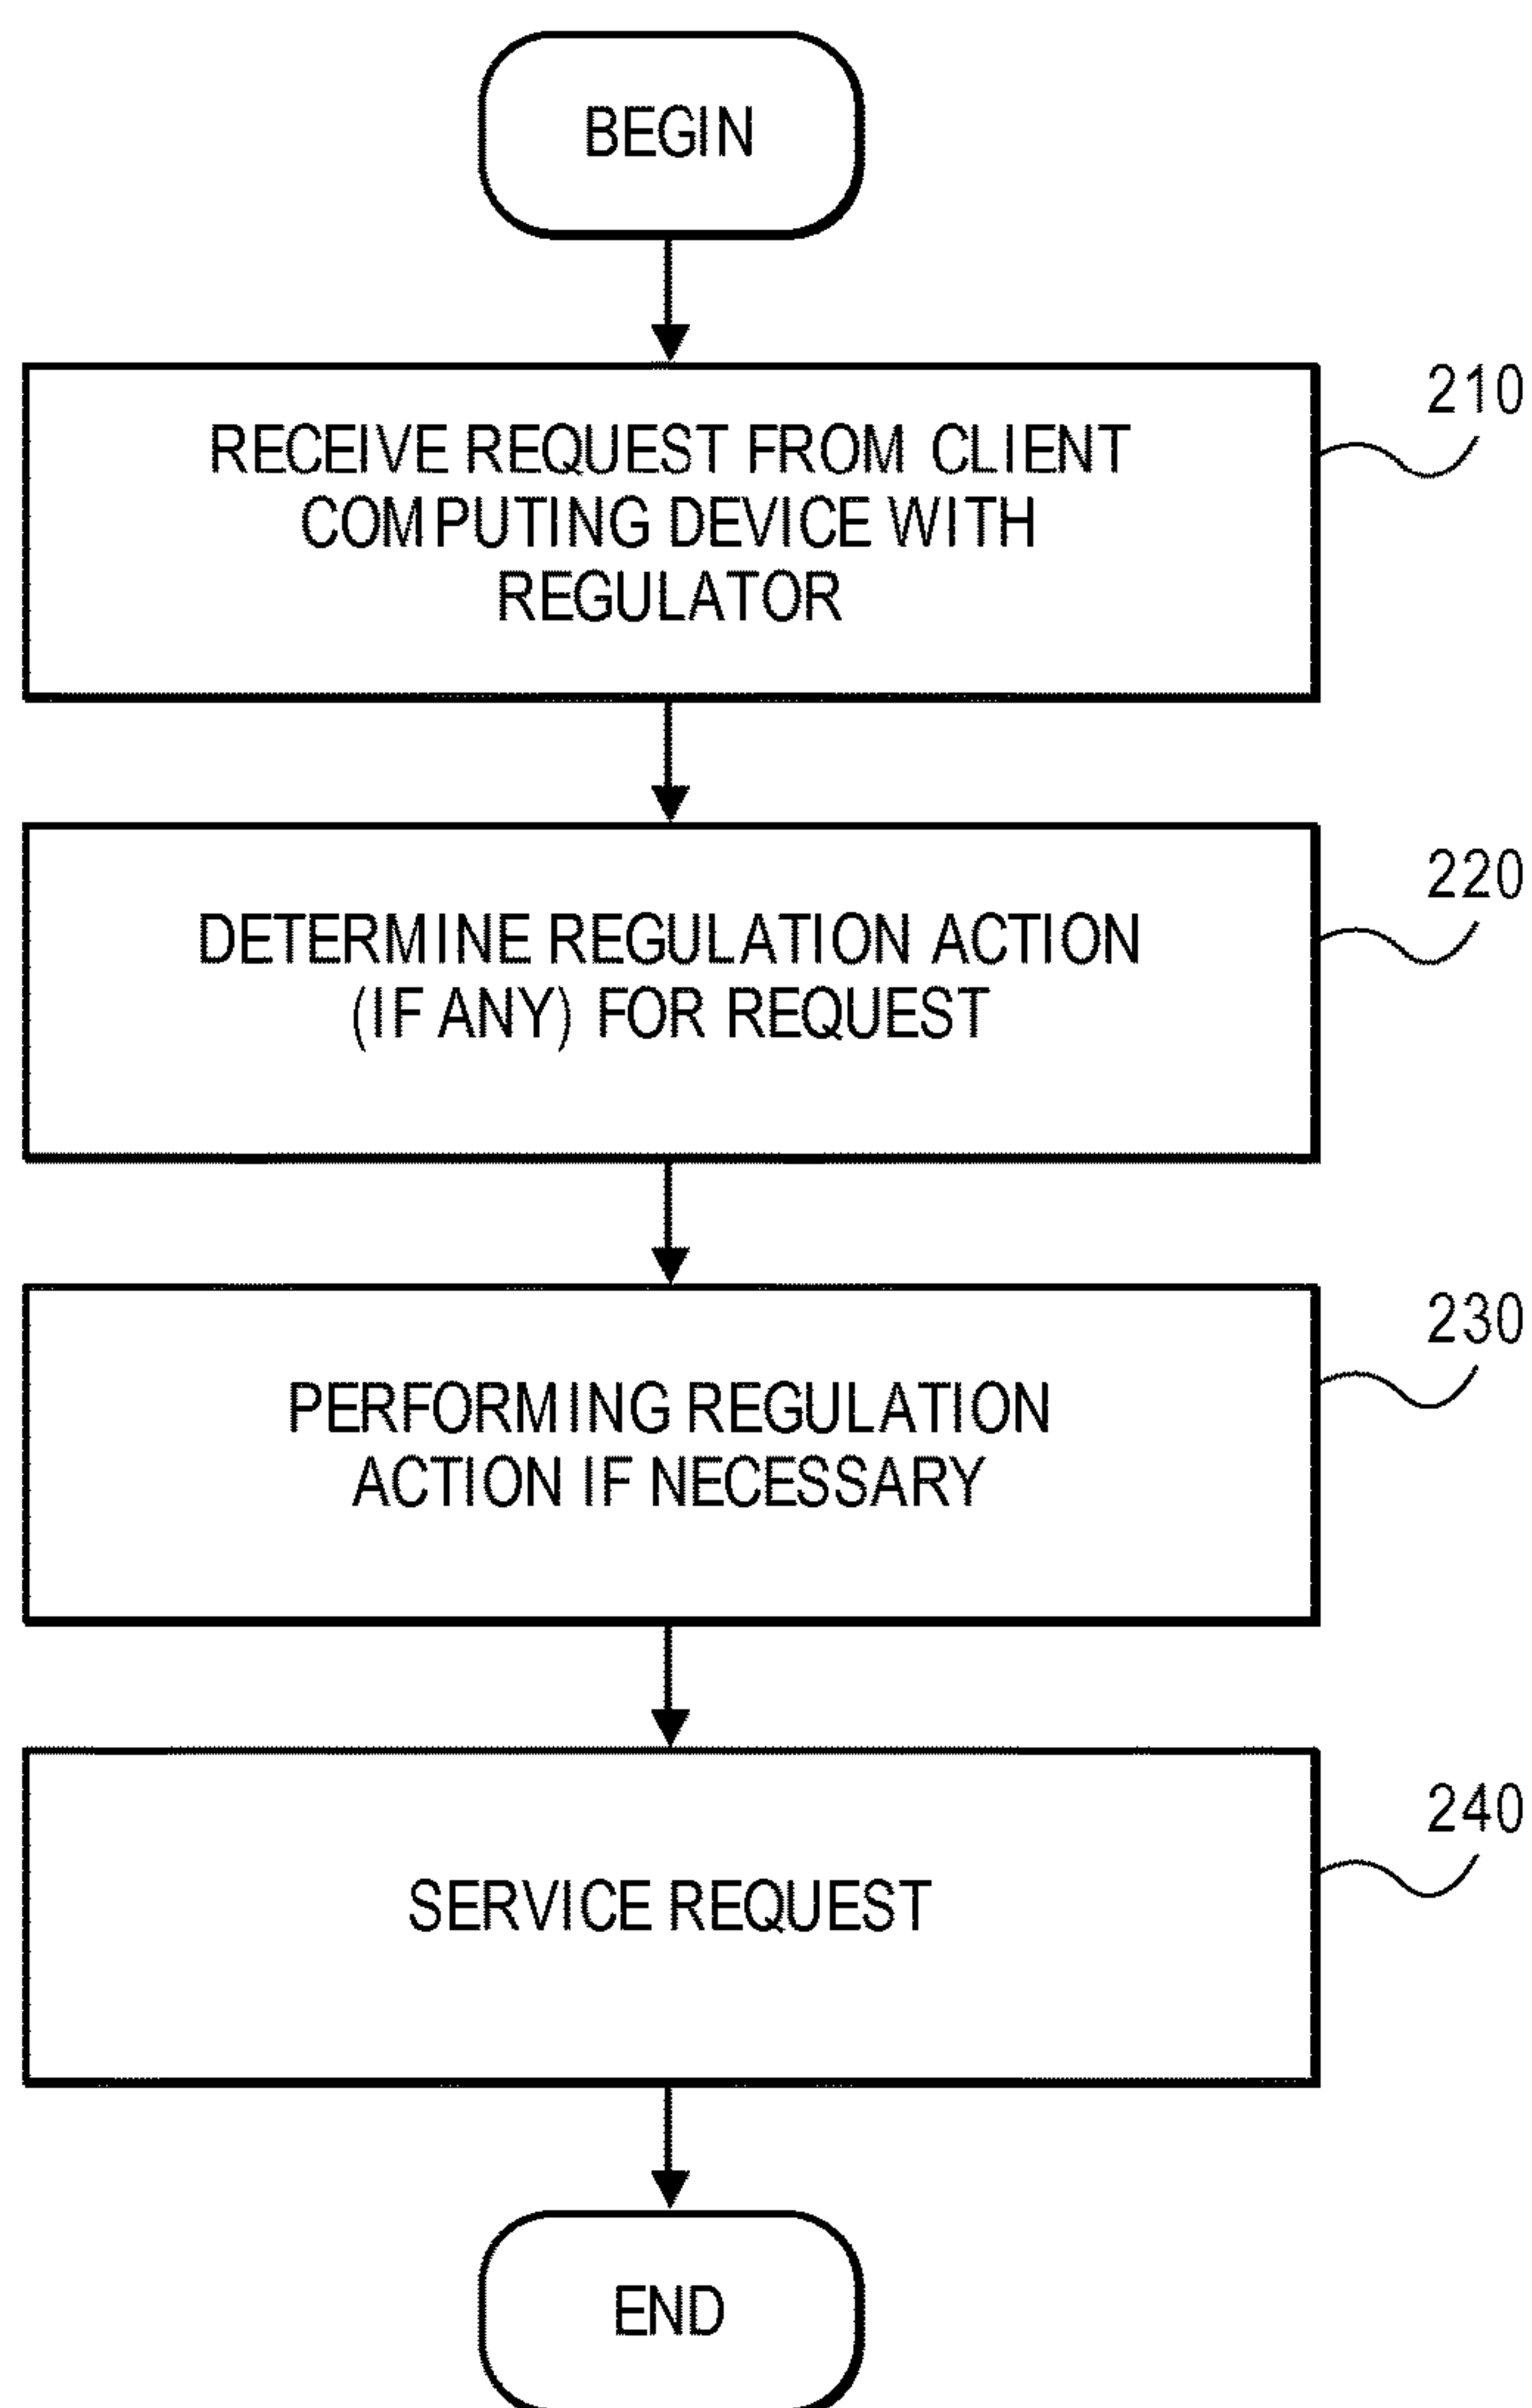 BEGIN
210
RECEIVE REQUEST FROM CLIENT
COMPUTING DEVICE WITH
REGULATOR
220
DETERMINE REGULATION ACTION
(IF ANY) FOR REQUEST
230
PERFORMING REGULATION
ACTION IF NECESSARY
240
SERVICE REQUEST
END